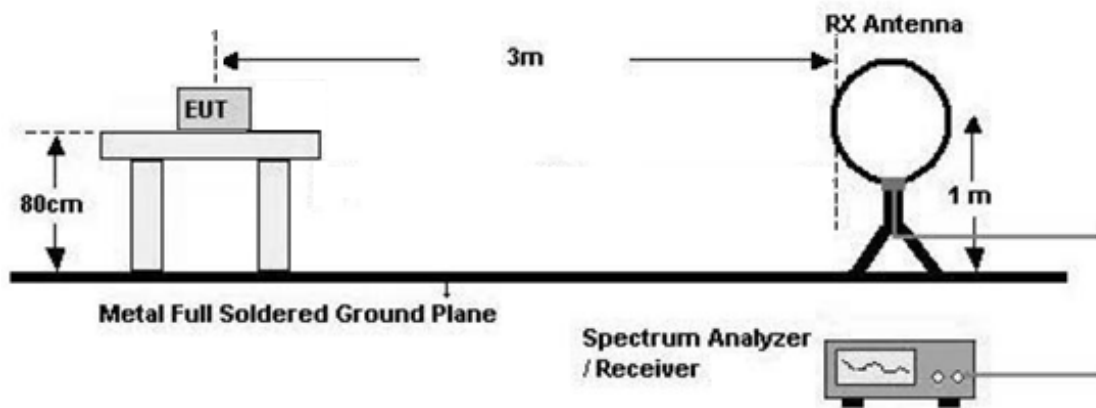 RX Antenna
3m
EUT
80cm
1 m
Metal Full Soldered Ground Plane
Spectrum Analyzer
/ Receiver